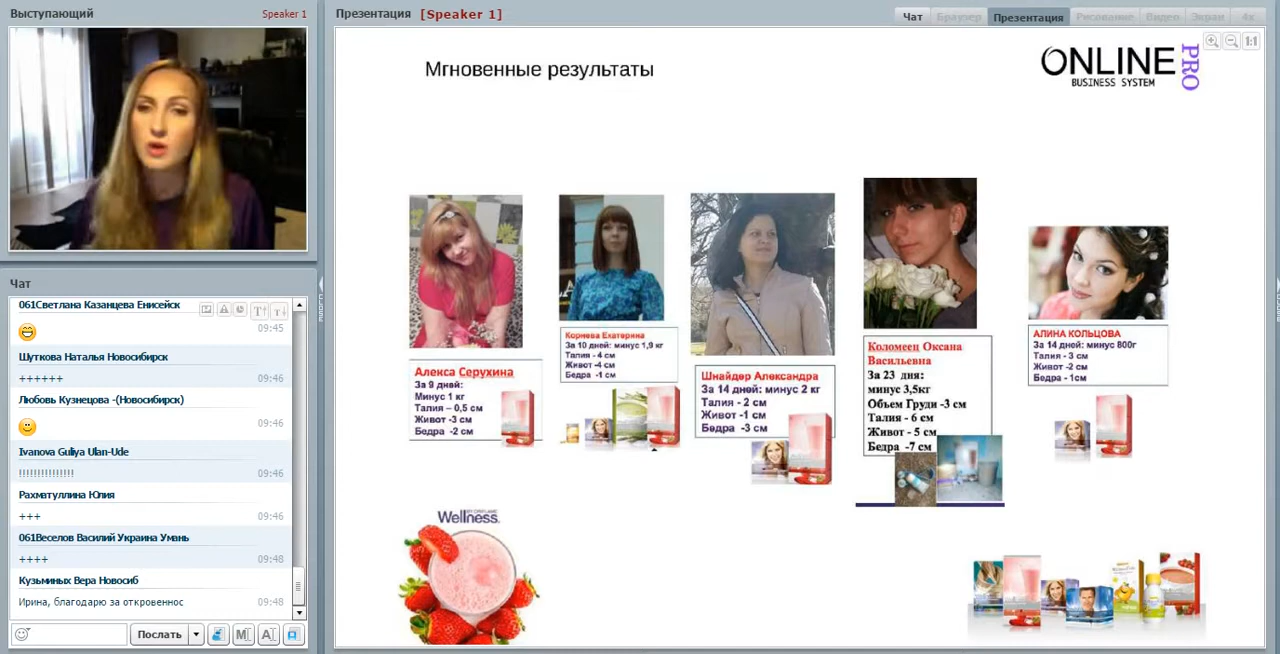 Выступающий
Speaker 1
Презентация [Speaker 1]
Чат
Браузер
Презентация
Рисование
Видео
Экран
4x
1:1
Мгновенные результаты
ONLINE
BUSINESS SYSTEM
PRO
Алекса Серухина
За 9 дней:
Минус 1 кг
Талия – 0,5 см
Живот -3 см
Бедра -2 см
Корнева Екатерина
За 10 дней: минус 1,9 кг
Талия - 4 см
Живот -4 см
Бедра -1 см
Шнайдер Александра
За 14 дней: минус 2 кг
Талия - 2 см
Живот -1 см
Бедра -3 см
Коломеец Оксана
Васильевна
За 23 дня:
минус 3,5кг
Объем Груди -3 см
Талия - 6 см
Живот - 5 см
Бедра -7 см
АЛИНА КОЛЬЦОВА
За 14 дней: минус 800г
Талия - 3 см
Живот -2 см
Бедра - 1см
Wellness
Чат
061Светлана Казанцева Енисейск
09:45
Шуткова Наталья Новосибирск
++++++
09:46
Любовь Кузнецова -(Новосибирск)
09:46
Ivanova Guliya Ulan-Ude
!!!!!!!!!!!!!!!
09:46
Рахматуллина Юлия
+++
09:46
061Веселов Василий Украина Умань
++++
09:48
Кузьминых Вера Новосиб
Ирина, благодарю за откровеннос
09:48
Послать